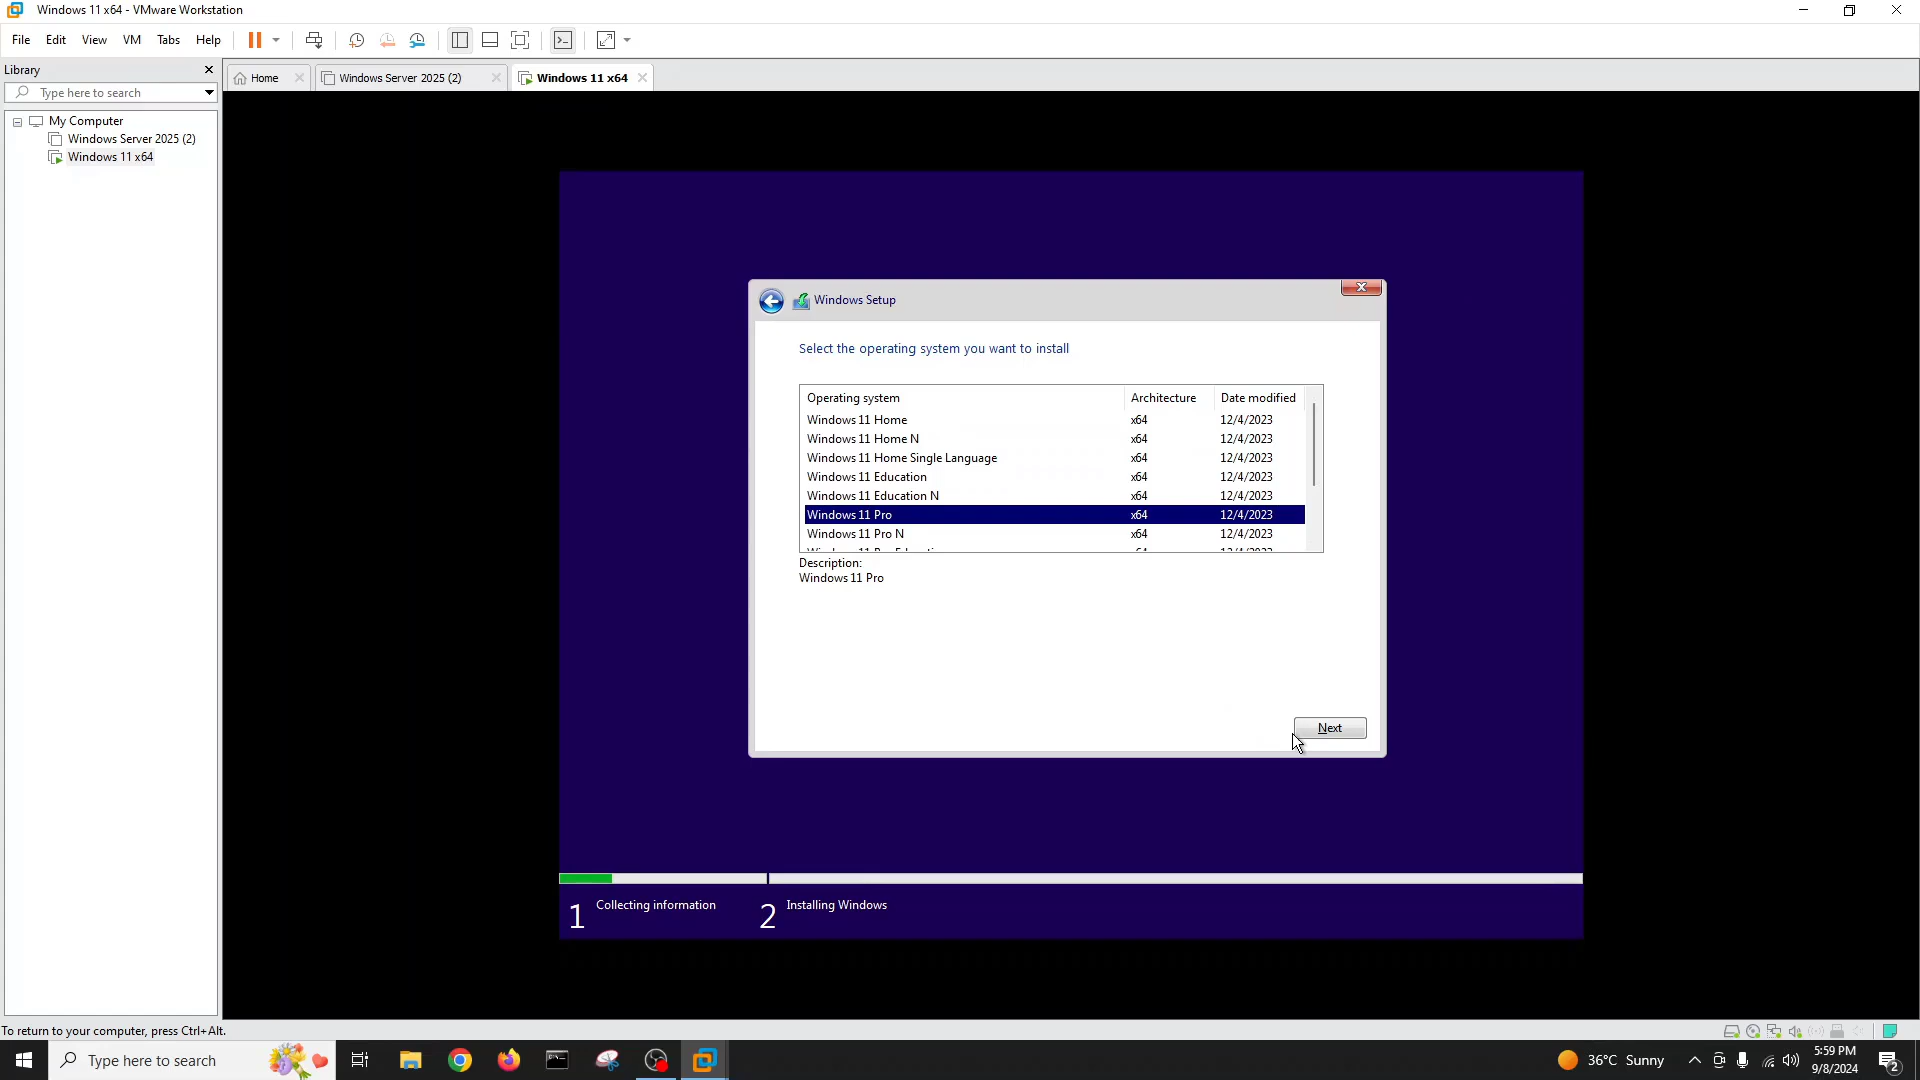 Windows 11 x64 - VMware Workstation
File Edit View VM Tabs Help
Library
Type here to search
Home
Windows Server 2025 (2)
Windows 11 x64
My Computer
Windows Server 2025 (2)
Windows 11 x64
Windows Setup
Select the operating system you want to install
Operating system Architecture Date modified
Windows 11 Home x64 12/4/2023
Windows 11 Home N x64 12/4/2023
Windows 11 Home Single Language x64 12/4/2023
Windows 11 Education x64 12/4/2023
Windows 11 Education N x64 12/4/2023
Windows 11 Pro x64 12/4/2023
Windows 11 Pro N x64 12/4/2023
Description:
Windows 11 Pro
Next
1 Collecting information 2 Installing Windows
To return to your computer, press Ctrl+Alt.
Type here to search
36°C Sunny
5:59 PM
9/8/2024
2